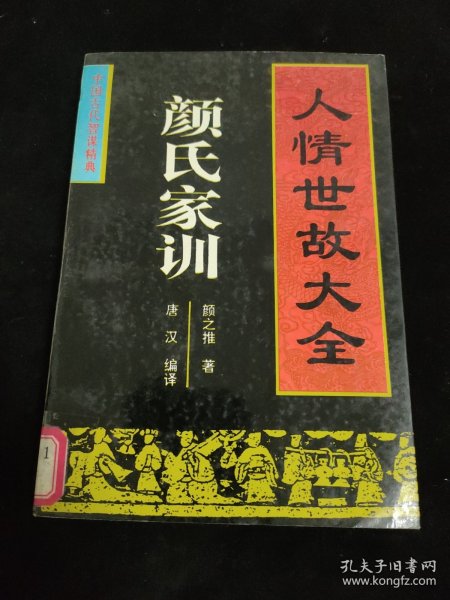 人情世故大全
颜氏家训
颜之推 著
唐汉 编译
中国古代智谋精典
1
孔夫子旧书网
www.kongfz.com